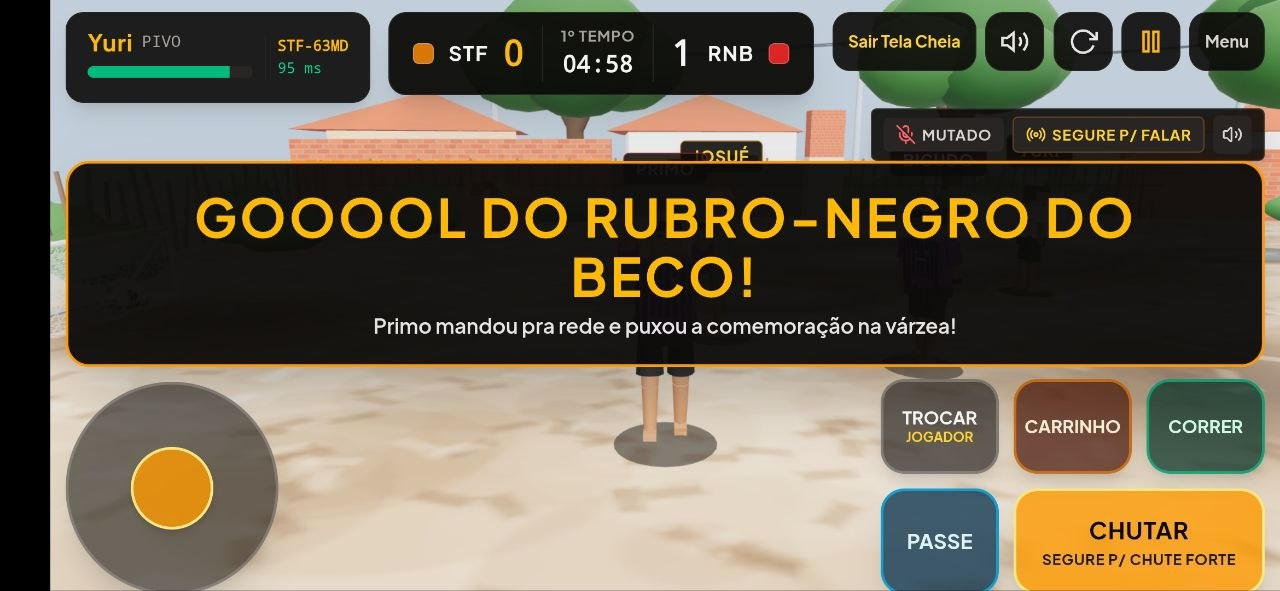 Yuri PIVO
STF-63MD
95 ms
STF 0
1º TEMPO
04:58
1 RNB
Sair Tela Cheia
Menu
MUTADO
SEGURE P/ FALAR
JOSUÉ
PRIMO
BICUDO
YURI
GOOOOL DO RUBRO-NEGRO DO
BECO!
Primo mandou pra rede e puxou a comemoração na várzea!
TROCAR
JOGADOR
CARRINHO
CORRER
PASSE
CHUTAR
SEGURE P/ CHUTE FORTE